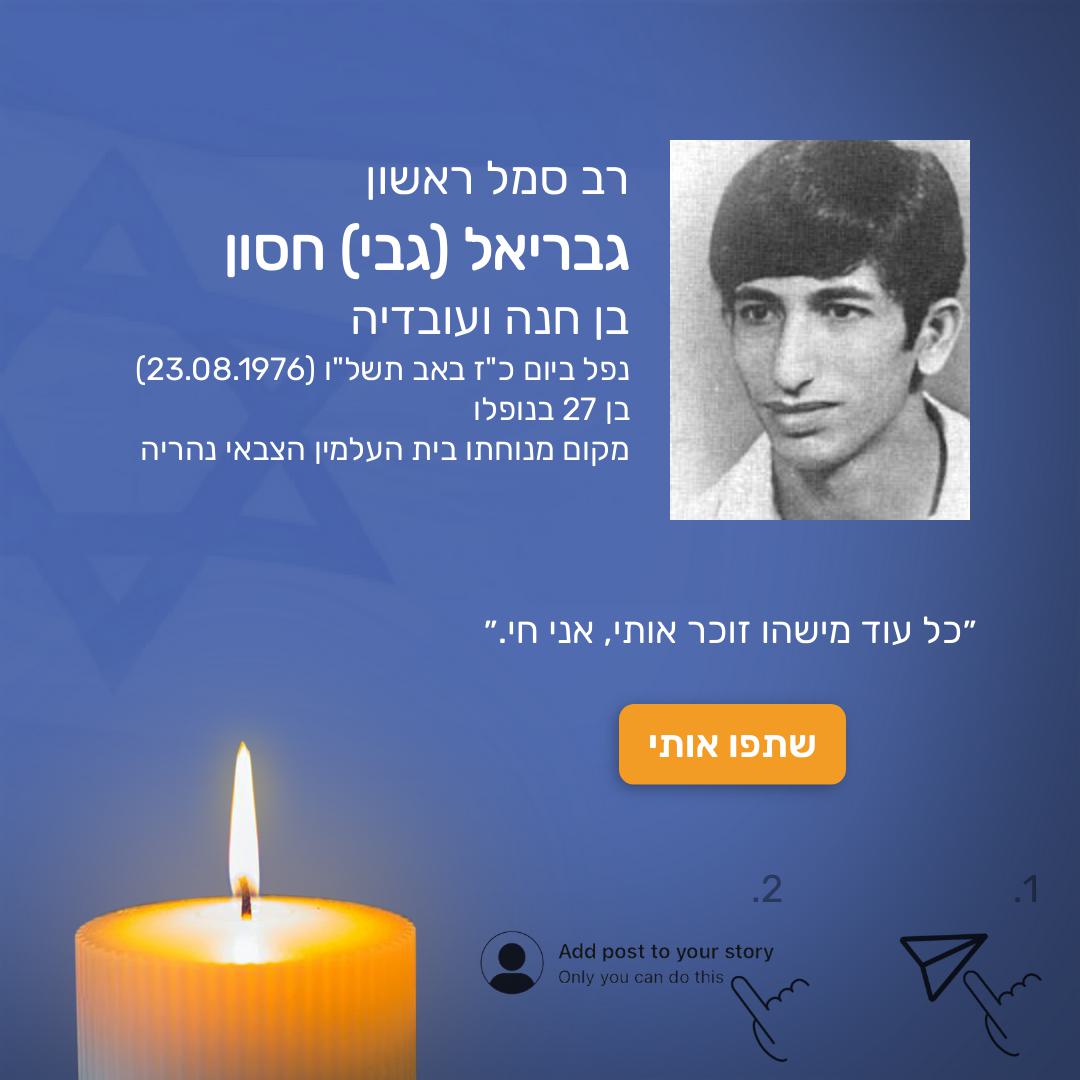 רב סמל ראשון
גבריאל (גבי) חסון
בן חנה ועובדיה
נפל ביום כ"ז באב תשל"ו (23.08.1976)
בן 27 בנופלו
מקום מנוחתו בית העלמין הצבאי נהריה
״כל עוד מישהו זוכר אותי, אני חי.״
שתפו אותי
1.
2.
Add post to your story
Only you can do this